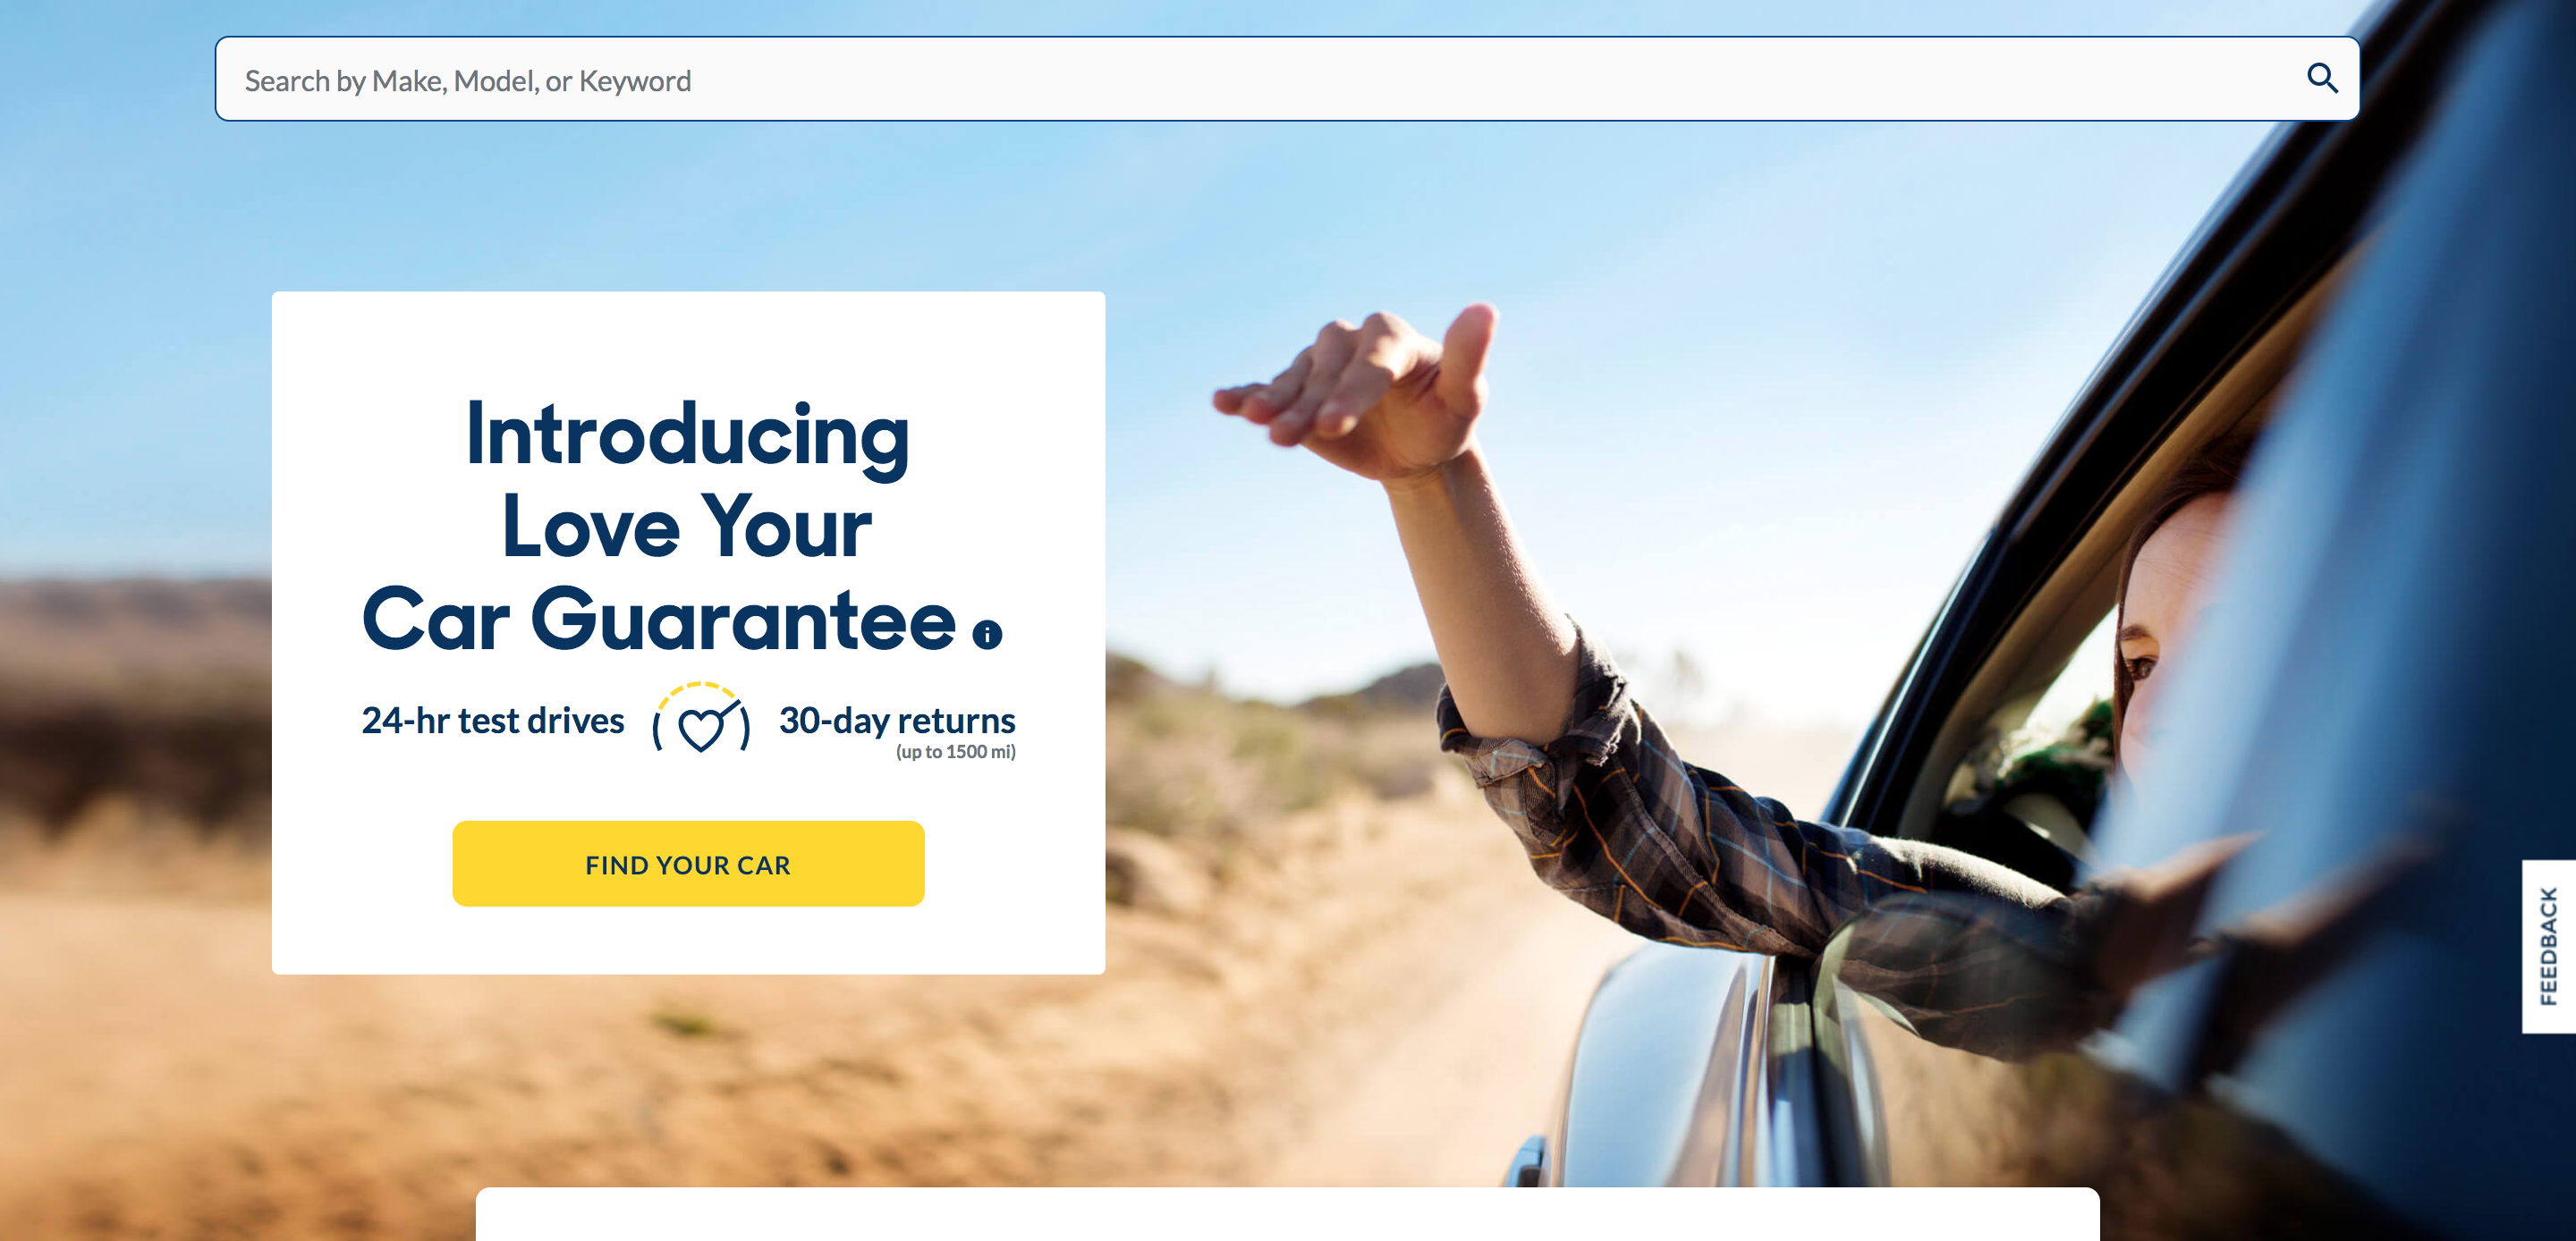 Search by Make, Model, or Keyword
Introducing
Love Your
Car Guarantee
24-hr test drives
30-day returns
(up to 1500 mi)
FIND YOUR CAR
FEEDBACK